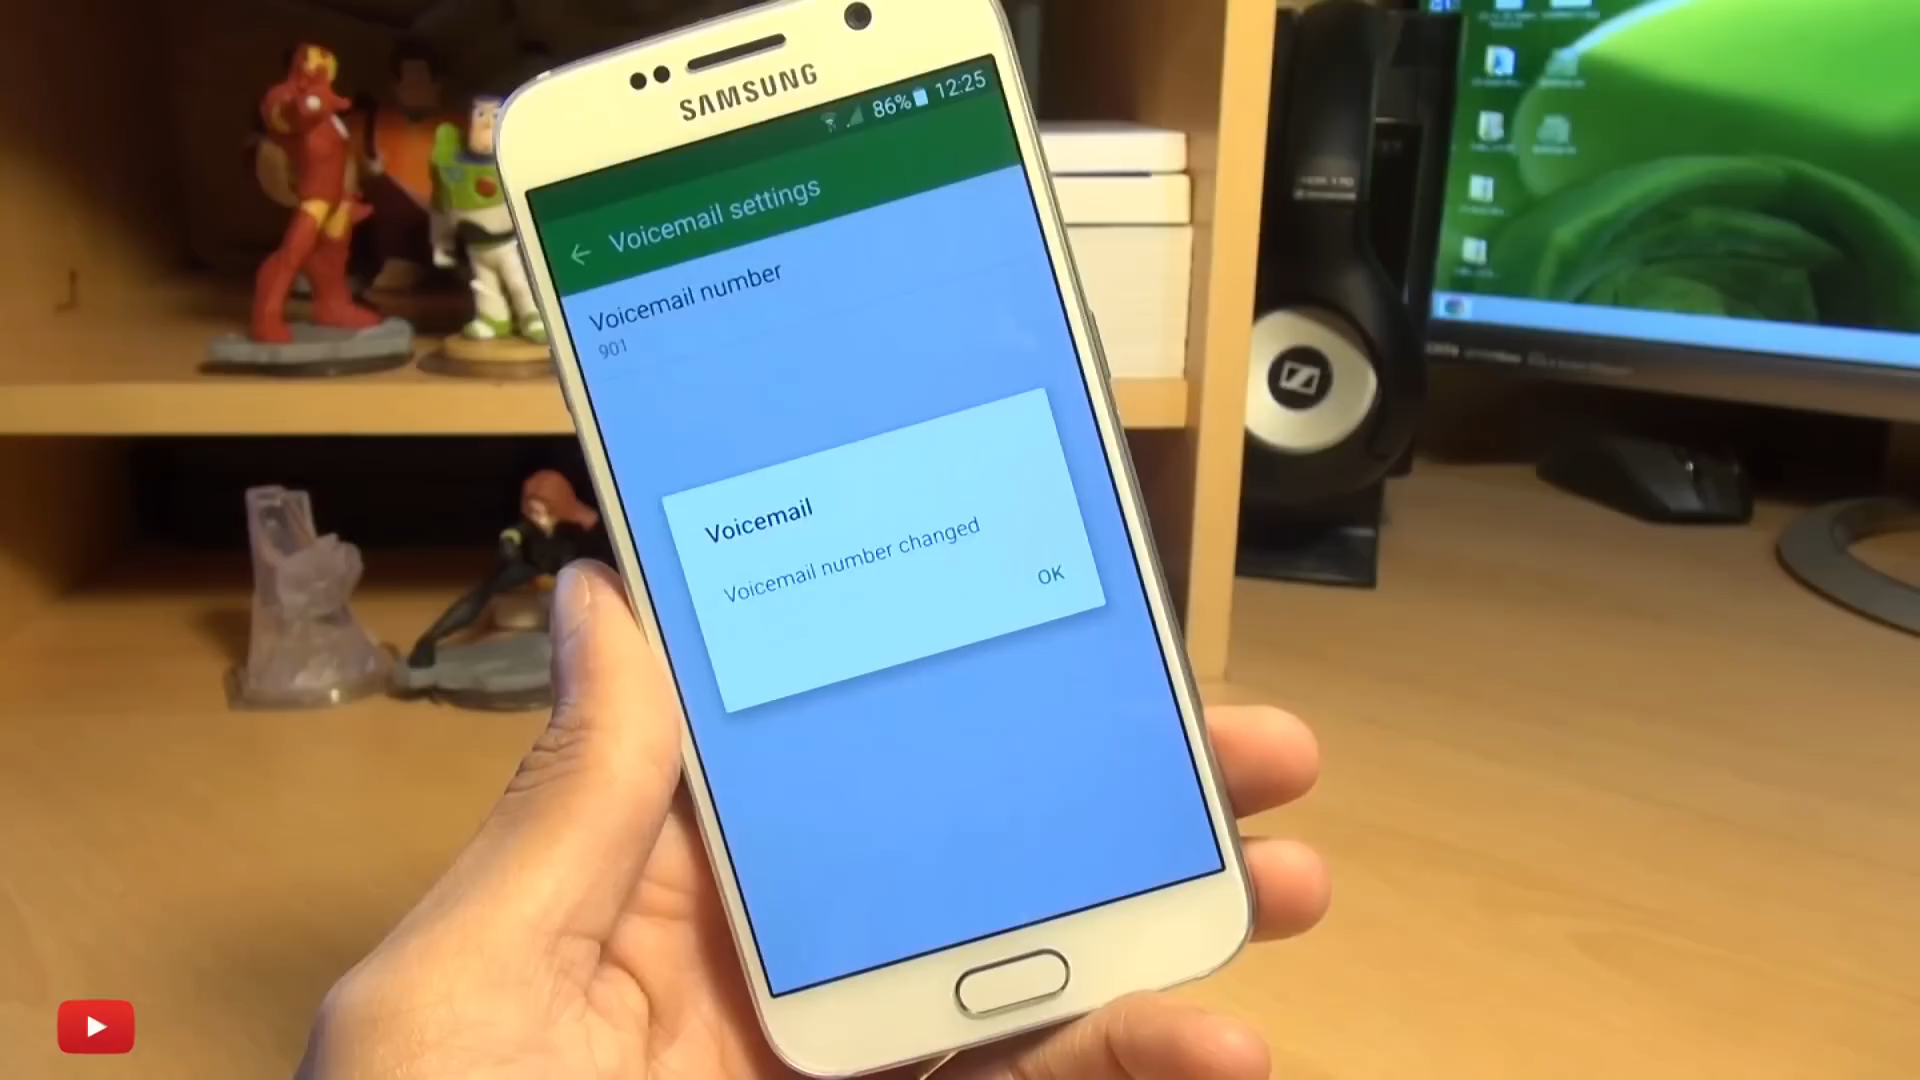 SAMSUNG
86% 12:25
Voicemail settings
Voicemail number
901
Voicemail
Voicemail number changed
OK